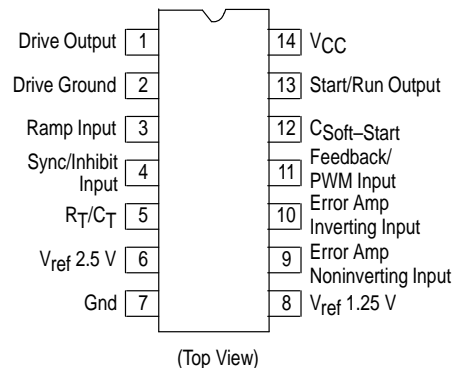 Drive Output 1
Drive Ground 2
Ramp Input 3
Sync/Inhibit
Input 4
RT/CT 5
Vref 2.5 V 6
Gnd 7
14 VCC
13 Start/Run Output
12 CSoft–Start
11 Feedback/
PWM Input
10 Error Amp
Inverting Input
9 Error Amp
Noninverting Input
8 Vref 1.25 V
(Top View)